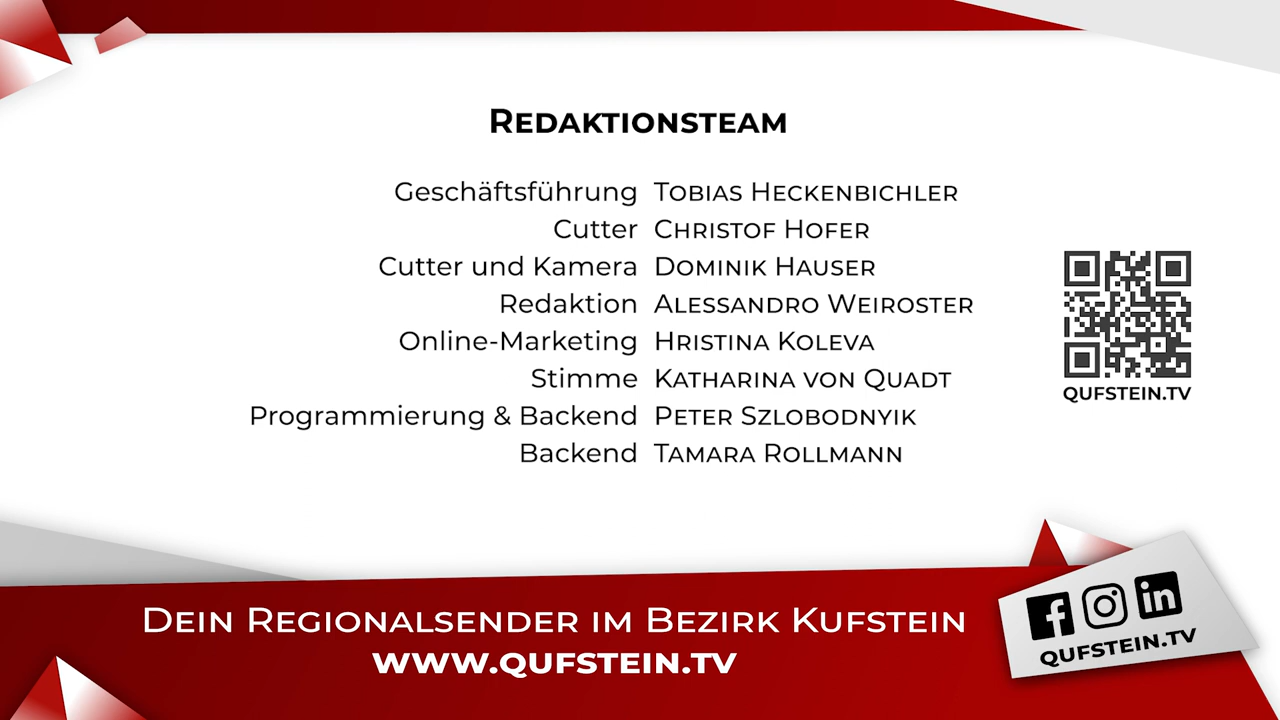 REDAKTIONSTEAM
Geschäftsführung TOBIAS HECKENBICHLER
Cutter CHRISTOF HOFER
Cutter und Kamera DOMINIK HAUSER
Redaktion ALESSANDRO WEIROSTER
Online-Marketing HRISTINA KOLEVA
Stimme KATHARINA VON QUADT
Programmierung & Backend PETER SZLOBODNYIK
Backend TAMARA ROLLMANN
QUFSTEIN.TV
DEIN REGIONALSENDER IM BEZIRK KUFSTEIN
WWW.QUFSTEIN.TV
QUFSTEIN.TV